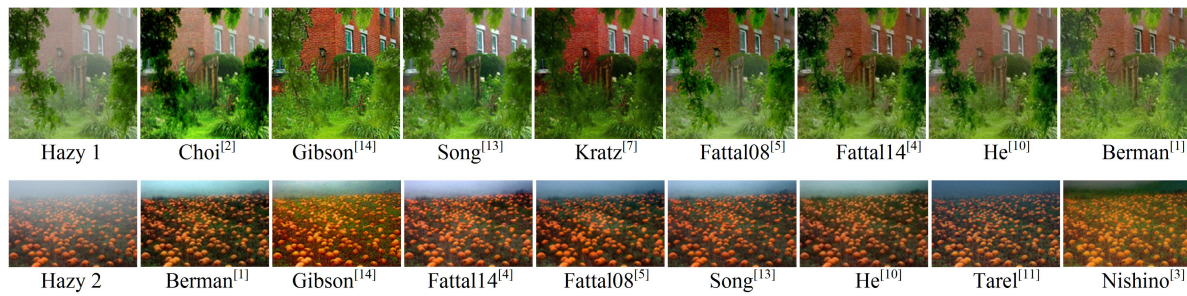 Hazy 1 Choi[2] Gibson[14] Song[13] Kratz[7] Fattal08[5] Fattal14[4] He[10] Berman[1]
Hazy 2 Berman[1] Gibson[14] Fattal14[4] Fattal08[5] Song[13] He[10] Tarel[11] Nishino[3]